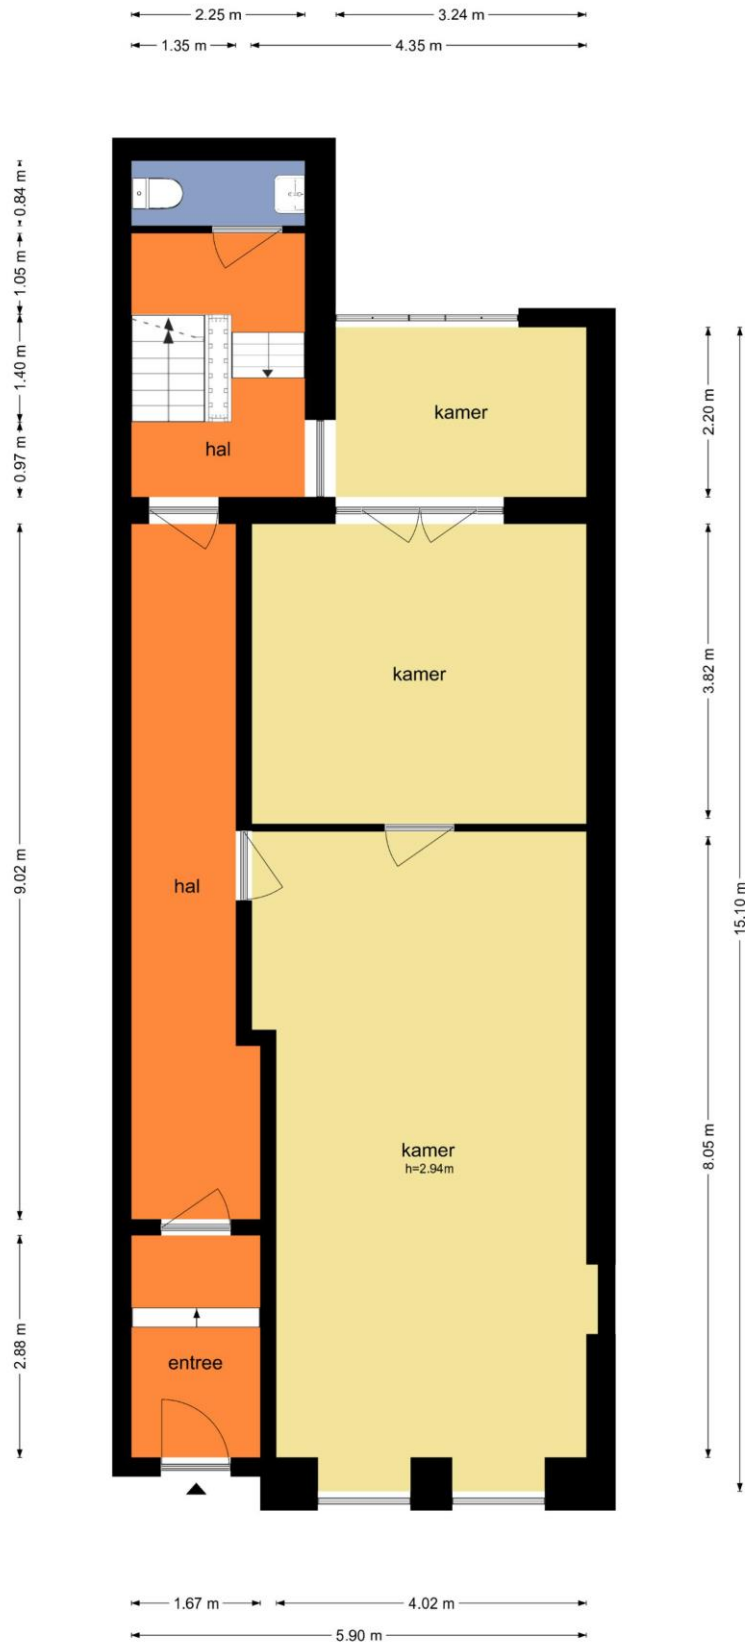 2.25 m
3.24 m
1.35 m
4.35 m
0.84 m
1.05 m
1.40 m
0.97 m
9.02 m
2.88 m
kamer
hal
kamer
hal
kamer
h=2.94m
entree
2.20 m
3.82 m
8.05 m
15.10 m
1.67 m
4.02 m
5.90 m